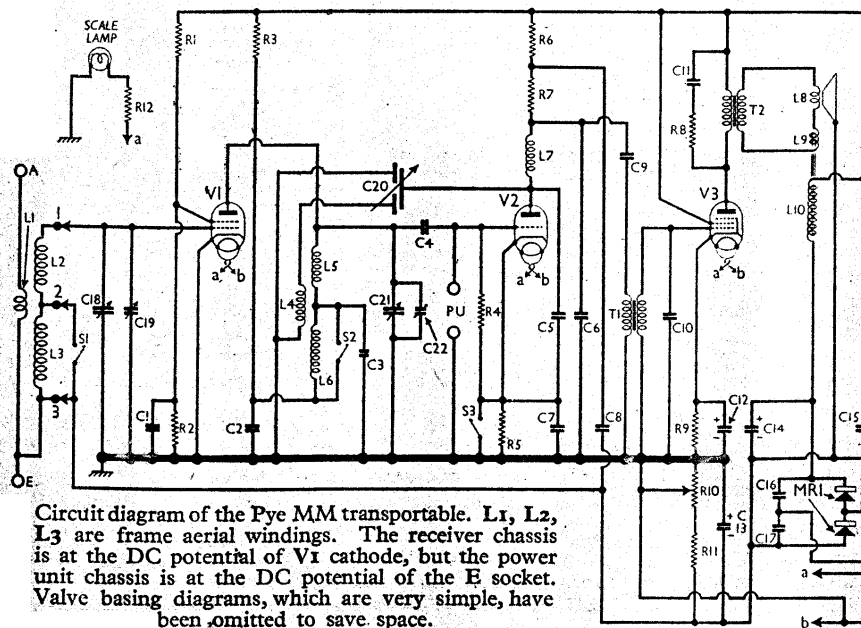 SCALE
LAMP
R12
a
R1
R3
R6
R7
L7
C11
R8
T2
L8
L9
L10
A
L1
1
L2
2
L3
S1
3
E
C18
C19
V1
C20
V2
C9
V3
a b
a b
a b
L5
L4
C21
C22
C4
PU
R4
C5
C6
T1
C10
L6
S2
C3
C1
R2
C2
S3
R5
C7
C8
R9
C12
C14
C15
R10
C16
MR1
C13
C17
R11
a
b
Circuit diagram of the Pye MM transportable. L1, L2,
L3 are frame aerial windings. The receiver chassis
is at the DC potential of V1 cathode, but the power
unit chassis is at the DC potential of the E socket.
Valve basing diagrams, which are very simple, have
been omitted to save space.